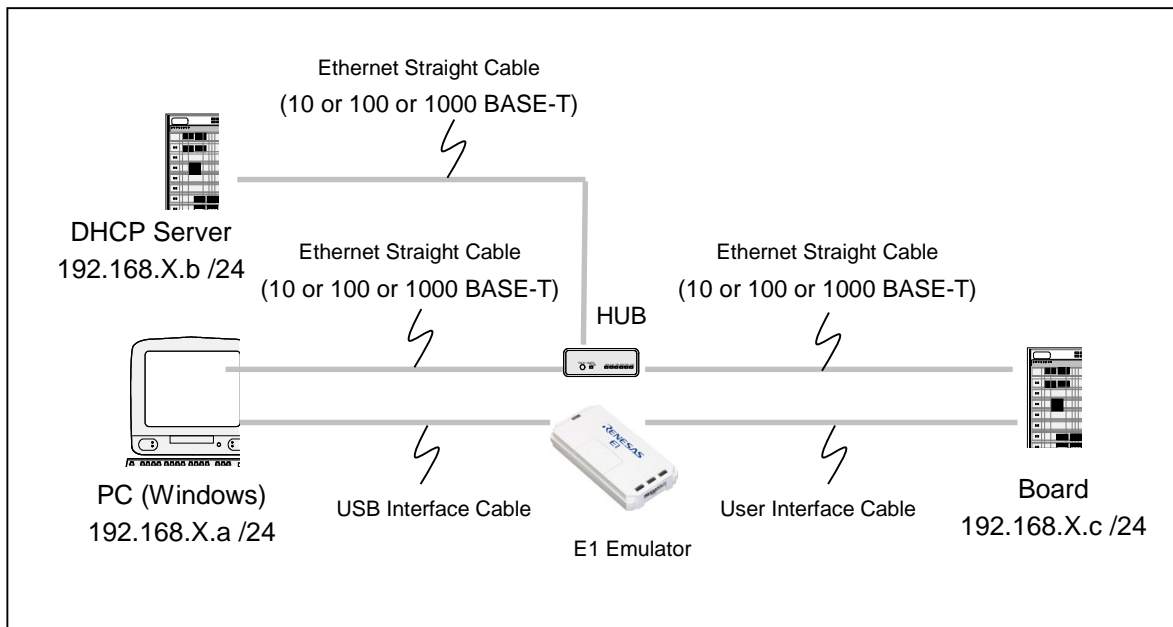 Ethernet Straight Cable
(10 or 100 or 1000 BASE-T)
DHCP Server
192.168.X.b /24
Ethernet Straight Cable
(10 or 100 or 1000 BASE-T)
Ethernet Straight Cable
(10 or 100 or 1000 BASE-T)
HUB
RENESAS
E1
PC (Windows)
192.168.X.a /24
USB Interface Cable
User Interface Cable
Board
192.168.X.c /24
E1 Emulator